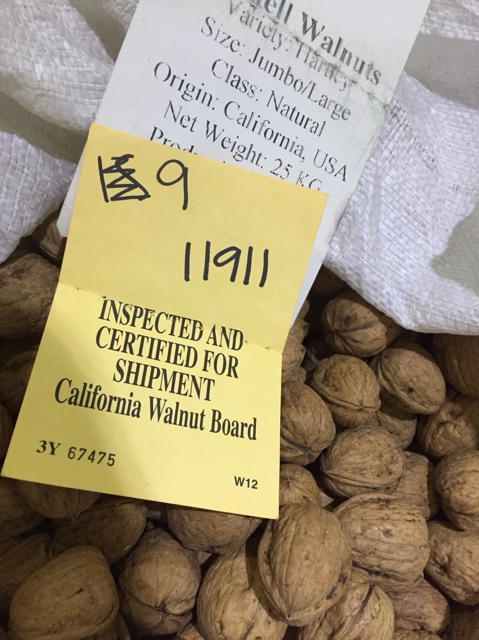 ell Walnuts
Variety: Hartley
Size: Jumbo/Large
Class: Natural
Origin: California, USA
Net Weight: 25 KG
9
11911
INSPECTED AND
CERTIFIED FOR
SHIPMENT
California Walnut Board
3Y 67475
W12